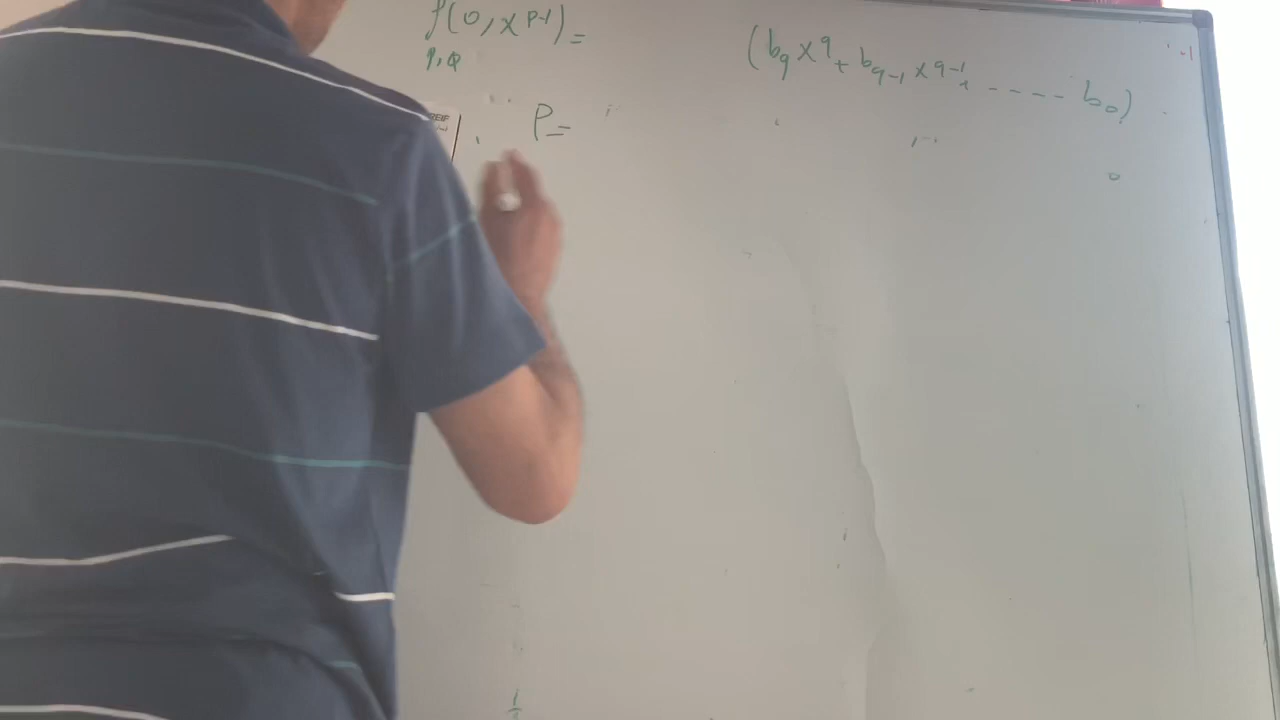 f(0,x^{p-1})= (b_q x^q + b_{q-1} x^{q-1} ..... b_0)
p=